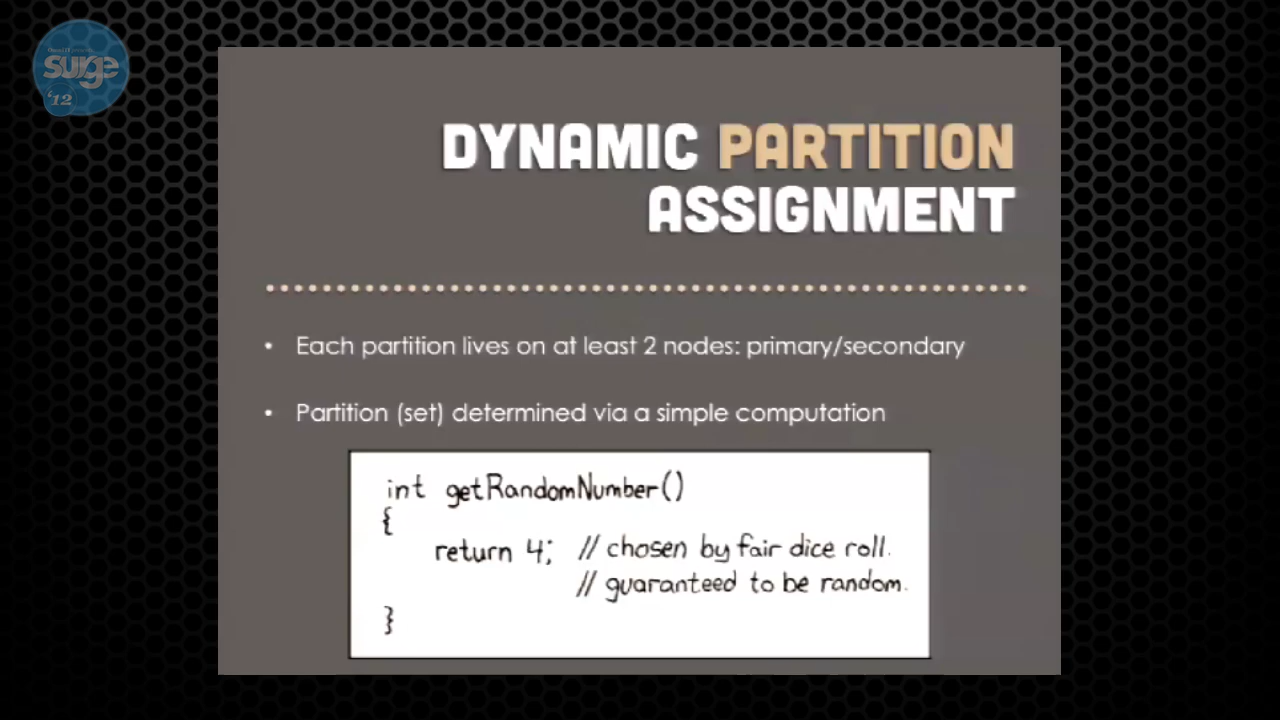 surge
'12
DYNAMIC PARTITION
ASSIGNMENT
• Each partition lives on at least 2 nodes: primary/secondary
• Partition (set) determined via a simple computation
int getRandomNumber()
{
return 4; // chosen by fair dice roll.
// guaranteed to be random.
}